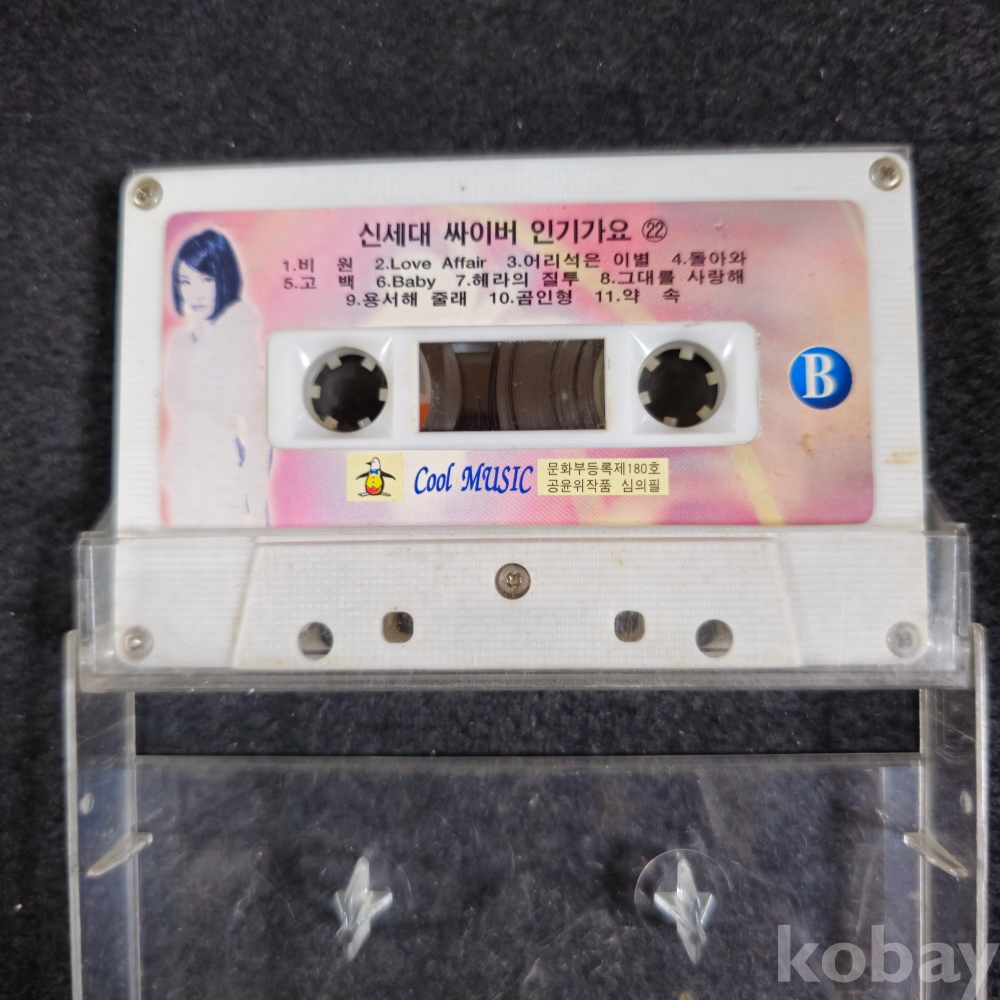 신세대 싸이버 인기가요 ㉒
1.비 원 2.Love Affair 3.어리석은 이별 4.돌아와
5.고 백 6.Baby 7.헤라의 질투 8.그대를 사랑해
9.용서해 줄래 10.곰인형 11.약 속
B
Cool MUSIC
문화부등록제180호
공윤위작품 심의필
kobay